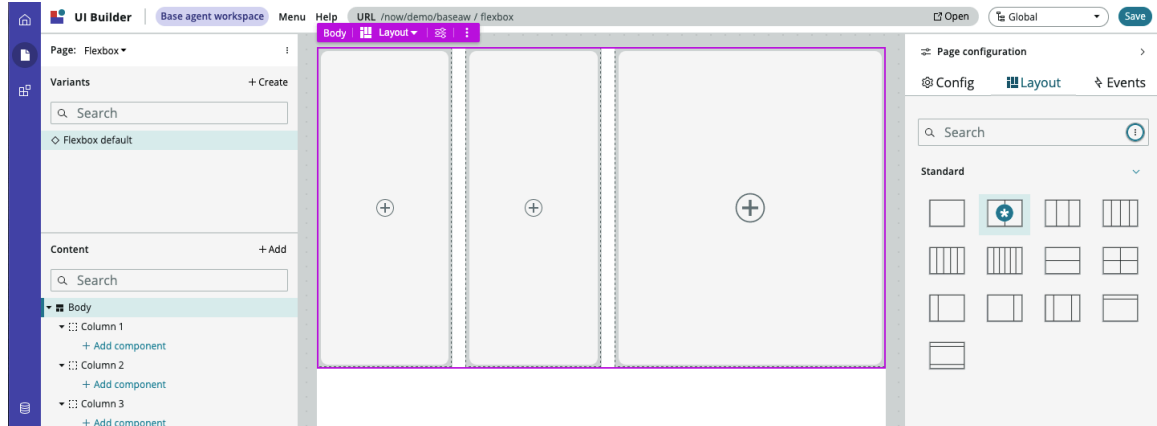 UI Builder
Base agent workspace
Menu
Help
URL /now/demo/baseaw / flexbox
Open
Global
Save
Body
Layout
Page: Flexbox
Variants
+ Create
Search
Flexbox default
Content
+ Add
Search
Body
Column 1
+ Add component
Column 2
+ Add component
Column 3
+ Add component
Page configuration
Config
Layout
Events
Search
Standard